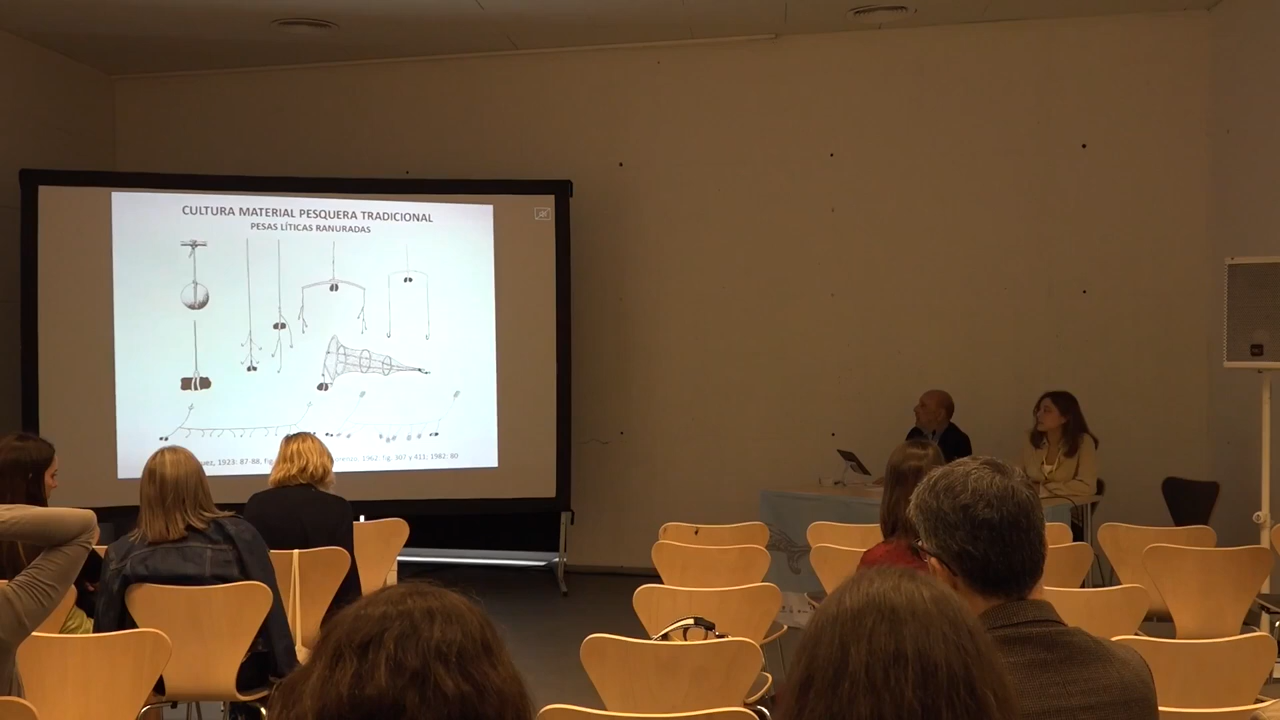 CULTURA MATERIAL PESQUERA TRADICIONAL
PESAS LÍTICAS RANURADAS
1923: 87-88, fig. 1962: fig. 307 y 411; 1982: 80